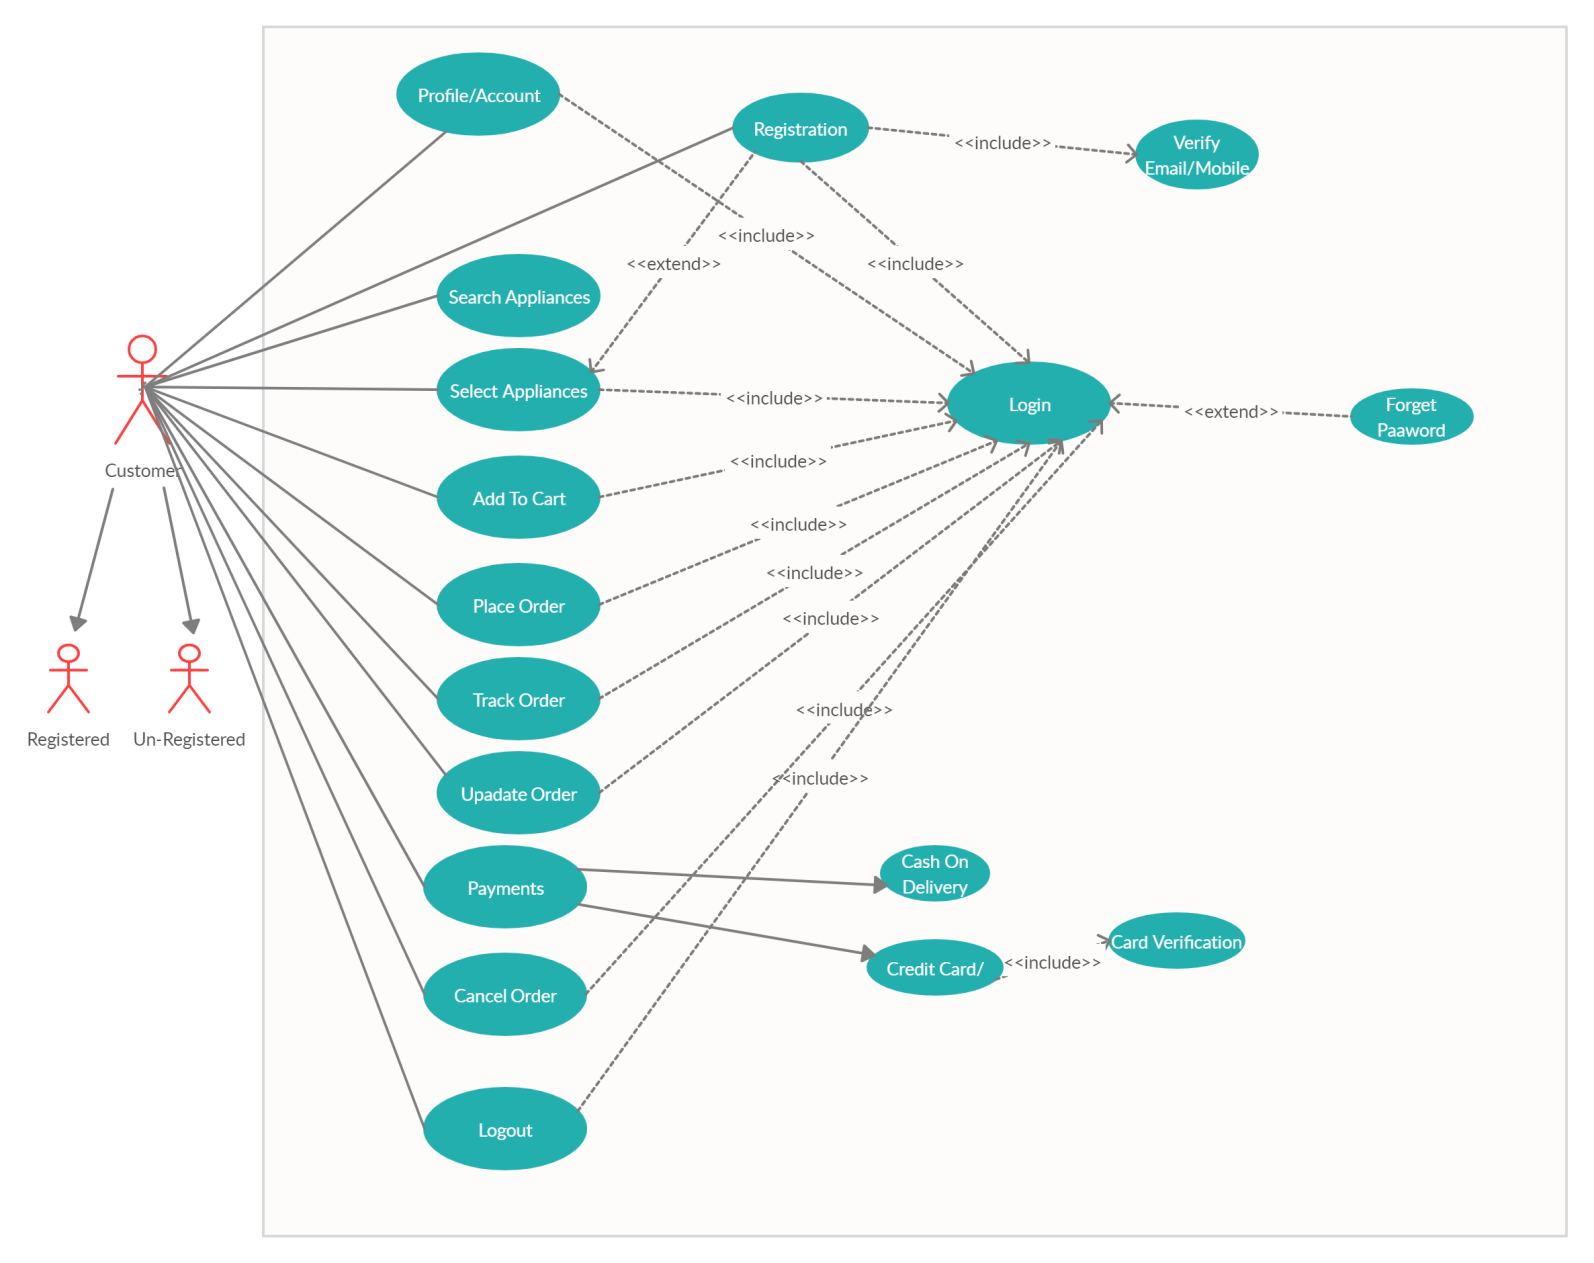 Profile/Account
Registration
<<include>>
Verify
Email/Mobile
<<include>>
<<extend>>
<<include>>
Search Appliances
Select Appliances
<<include>>
Login
<<extend>>
Forget
Paaword
Customer
<<include>>
Add To Cart
<<include>>
<<include>>
Place Order
<<include>>
Track Order
<<include>>
Registered
Un-Registered
<<include>>
Upadate Order
Payments
Cash On
Delivery
Card Verification
<<include>>
Credit Card/
Cancel Order
Logout